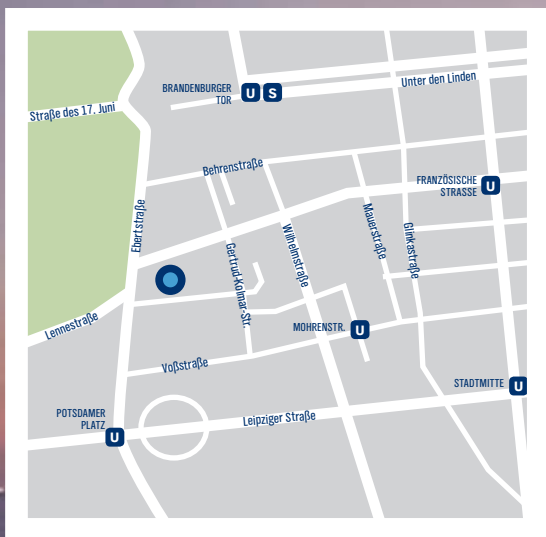 Unter den Linden
BRANDENBURGER
TOR
U S
Straße des 17. Juni
Behrenstraße
FRANZÖSISCHE
STRASSE
U
Ebertstraße
Gertrud-Kolmar-Str.
Wilhelmstraße
Mauerstraße
Glinkastraße
Lennestraße
MOHRENSTR. U
Voßstraße
STADTMITTE U
POTSDAMER
PLATZ
U
Leipziger Straße